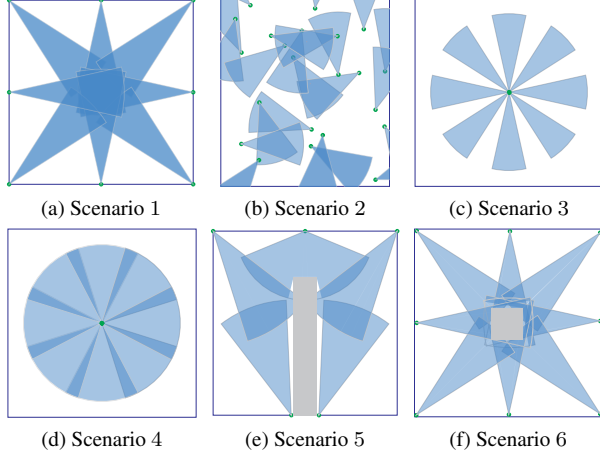 (a) Scenario 1
(b) Scenario 2
(c) Scenario 3
(d) Scenario 4
(e) Scenario 5
(f) Scenario 6